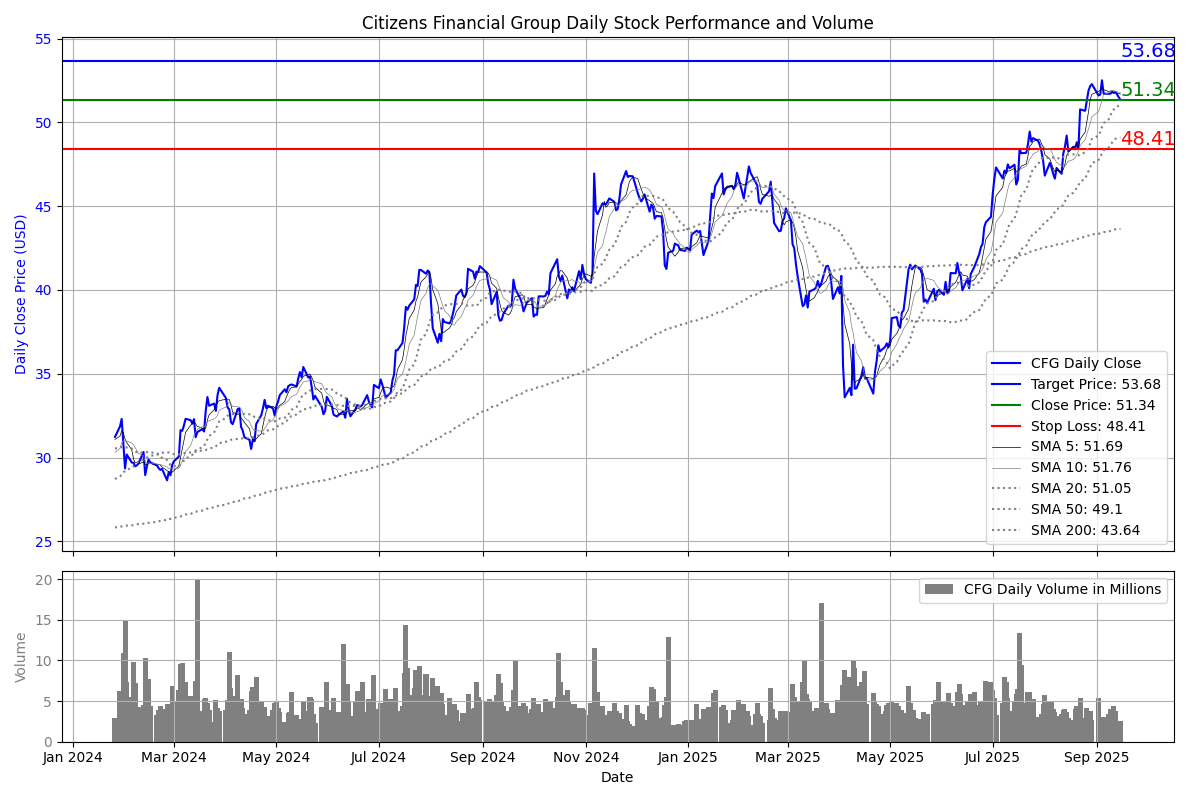 Citizens Financial Group Daily Stock Performance and Volume
55
53.68
51.34
50
48.41
45
40
35
30
25
Daily Close Price (USD)
CFG Daily Close
Target Price: 53.68
Close Price: 51.34
Stop Loss: 48.41
SMA 5: 51.69
SMA 10: 51.76
SMA 20: 51.05
SMA 50: 49.1
SMA 200: 43.64
20
15
10
5
0
Volume
CFG Daily Volume in Millions
Jan 2024 Mar 2024 May 2024 Jul 2024 Sep 2024 Nov 2024 Jan 2025 Mar 2025 May 2025 Jul 2025 Sep 2025
Date